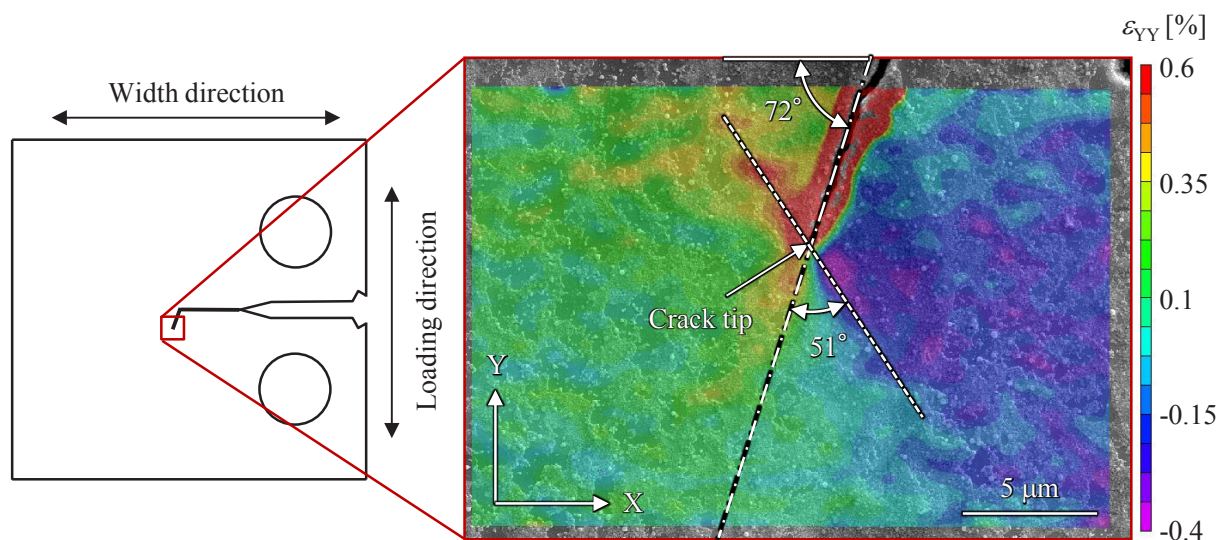 Width direction
Loading direction
72°
Crack tip
51°
Y
X
5 μm
εYY [%]
0.6
0.35
0.1
-0.15
-0.4